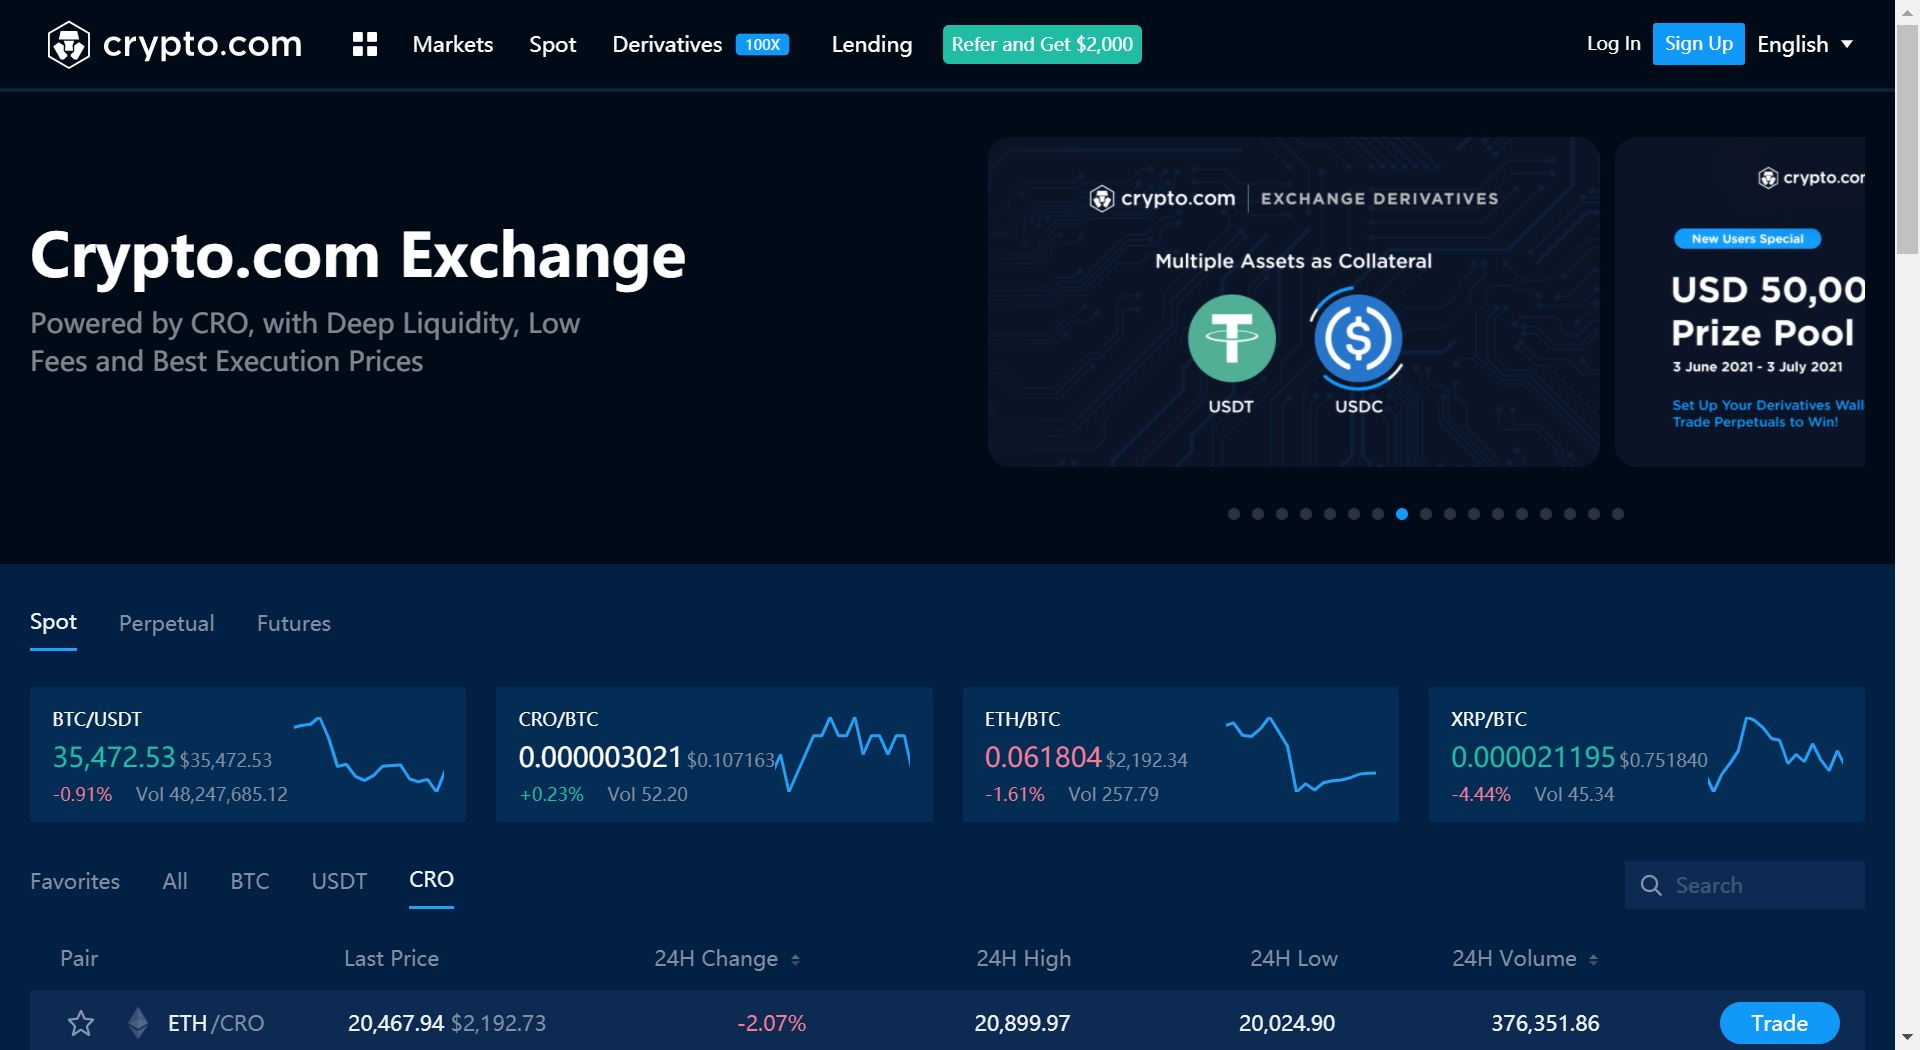 crypto.com
Markets
Spot
Derivatives
100X
Lending
Refer and Get $2,000
Log In
Sign Up
English
Crypto.com Exchange
Powered by CRO, with Deep Liquidity, Low
Fees and Best Execution Prices
crypto.com
EXCHANGE DERIVATIVES
Multiple Assets as Collateral
USDT
USDC
crypto.com
New Users Special
USD 50,00
Prize Pool
3 June 2021 - 3 July 2021
Set Up Your Derivatives Wall
Trade Perpetuals to Win!
Spot
Perpetual
Futures
BTC/USDT
35,472.53 $35,472.53
-0.91% Vol 48,247,685.12
CRO/BTC
0.000003021 $0.107163
+0.23% Vol 52.20
ETH/BTC
0.061804 $2,192.34
-1.61% Vol 257.79
XRP/BTC
0.000021195 $0.751840
-4.44% Vol 45.34
Favorites
All
BTC
USDT
CRO
Search
Pair
Last Price
24H Change
24H High
24H Low
24H Volume
ETH/CRO
20,467.94 $2,192.73
-2.07%
20,899.97
20,024.90
376,351.86
Trade